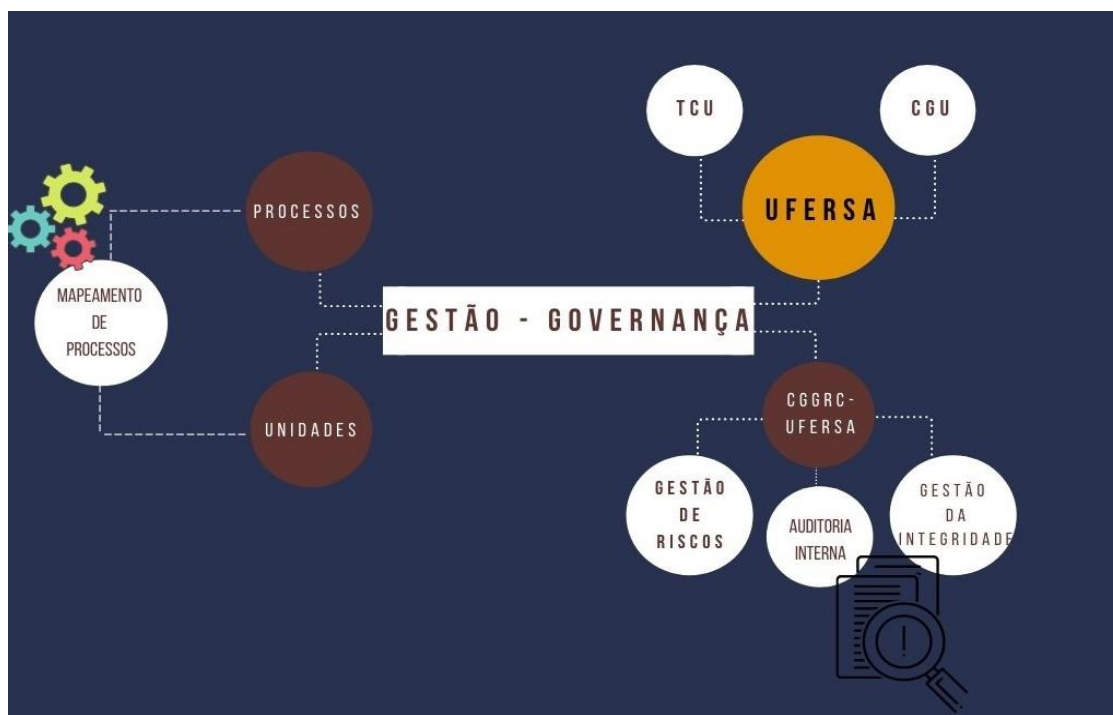 TCU
CGU
UFERSA
PROCESSOS
MAPEAMENTO
DE
PROCESSOS
GESTÃO - GOVERNANÇA
UNIDADES
CGGRC-
UFERSA
GESTÃO
DE
RISCOS
AUDITORIA
INTERNA
GESTÃO
DA
INTEGRIDADE